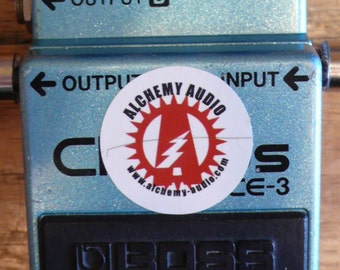 OUTPUT B
← OUTPUT
INPUT ←
ALCHEMY AUDIO
A
www.alchemy-audio.com
CE-3
BOSS